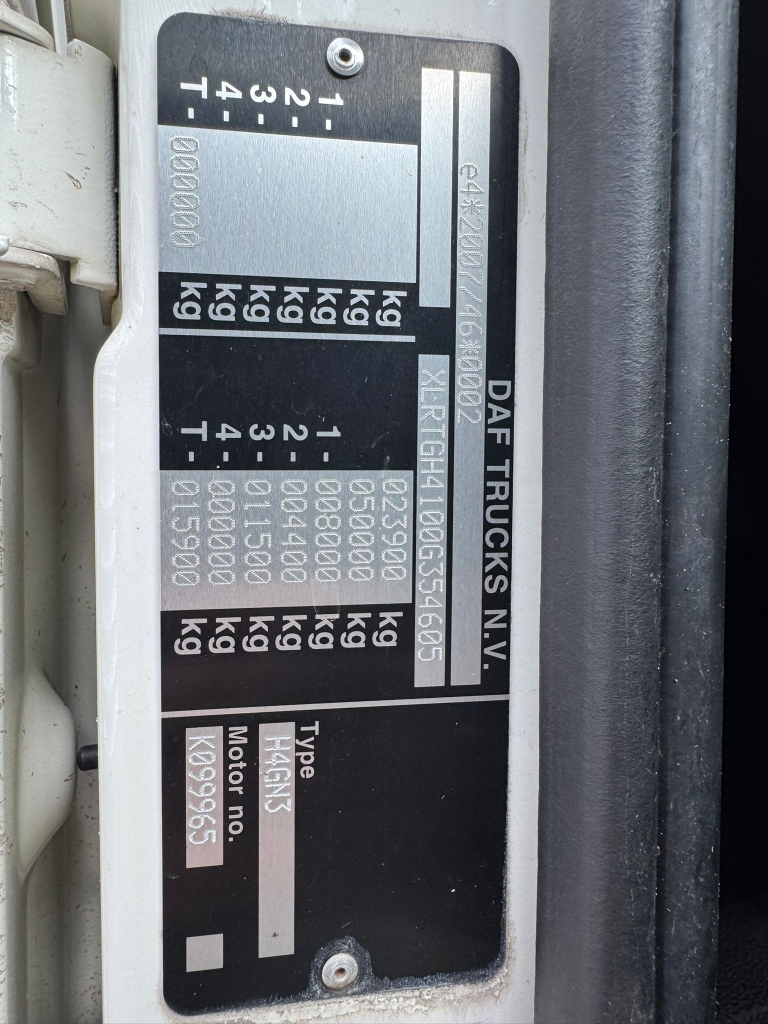 DAF TRUCKS N.V.
e4*2007/46*0002
XLRTGH4100G354605
kg 023900 kg
kg 050000 kg
1- kg 1- 008000 kg
2- kg 2- 004400 kg
3- kg 3- 011500 kg
4- kg 4- 000000 kg
T- 000000 kg T- 015900 kg
Type
H4GN3
Motor no.
K099965